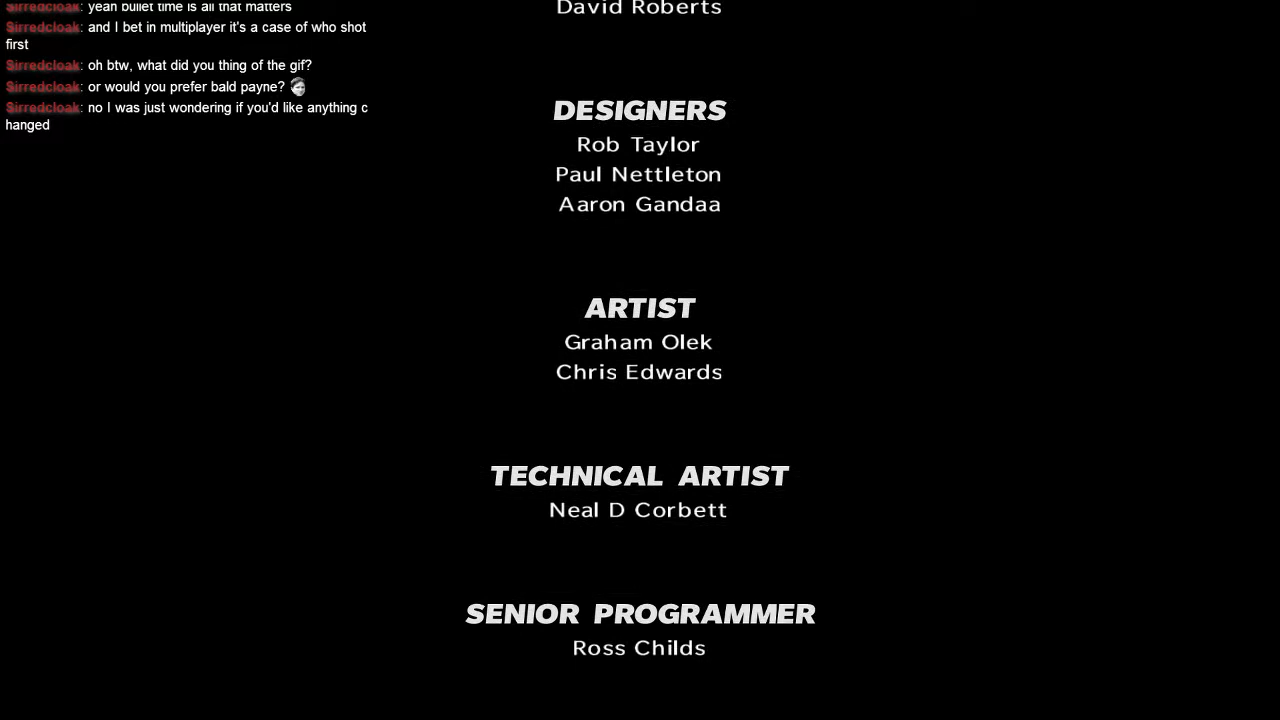 Sirredcloak: yeah bullet time is all that matters
Sirredcloak: and I bet in multiplayer it's a case of who shot
first
Sirredcloak: oh btw, what did you thing of the gif?
Sirredcloak: or would you prefer bald payne?
Sirredcloak: no I was just wondering if you'd like anything c
hanged
David Roberts
DESIGNERS
Rob Taylor
Paul Nettleton
Aaron Gandaa
ARTIST
Graham Olek
Chris Edwards
TECHNICAL ARTIST
Neal D Corbett
SENIOR PROGRAMMER
Ross Childs